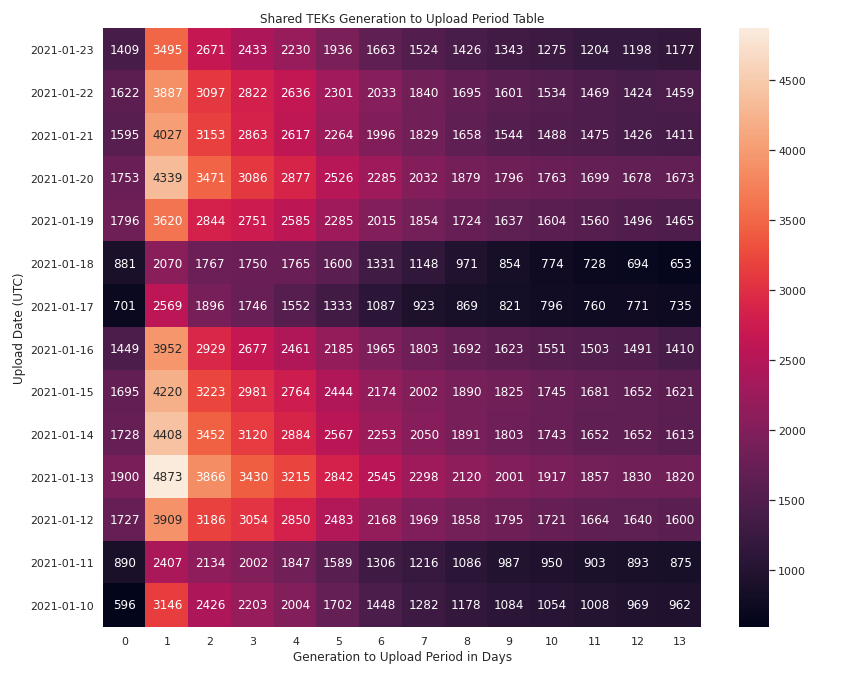 Shared TEKs Generation to Upload Period Table
2021-01-23 1409 3495 2671 2433 2230 1936 1663 1524 1426 1343 1275 1204 1198 1177
2021-01-22 1622 3887 3097 2822 2636 2301 2033 1840 1695 1601 1534 1469 1424 1459
2021-01-21 1595 4027 3153 2863 2617 2264 1996 1829 1658 1544 1488 1475 1426 1411
2021-01-20 1753 4339 3471 3086 2877 2526 2285 2032 1879 1796 1763 1699 1678 1673
2021-01-19 1796 3620 2844 2751 2585 2285 2015 1854 1724 1637 1604 1560 1496 1465
2021-01-18 881 2070 1767 1750 1765 1600 1331 1148 971 854 774 728 694 653
2021-01-17 701 2569 1896 1746 1552 1333 1087 923 869 821 796 760 771 735
2021-01-16 1449 3952 2929 2677 2461 2185 1965 1803 1692 1623 1551 1503 1491 1410
2021-01-15 1695 4220 3223 2981 2764 2444 2174 2002 1890 1825 1745 1681 1652 1621
2021-01-14 1728 4408 3452 3120 2884 2567 2253 2050 1891 1803 1743 1652 1652 1613
2021-01-13 1900 4873 3866 3430 3215 2842 2545 2298 2120 2001 1917 1857 1830 1820
2021-01-12 1727 3909 3186 3054 2850 2483 2168 1969 1858 1795 1721 1664 1640 1600
2021-01-11 890 2407 2134 2002 1847 1589 1306 1216 1086 987 950 903 893 875
2021-01-10 596 3146 2426 2203 2004 1702 1448 1282 1178 1084 1054 1008 969 962
0 1 2 3 4 5 6 7 8 9 10 11 12 13
Generation to Upload Period in Days
Upload Date (UTC)
4500
4000
3500
3000
2500
2000
1500
1000